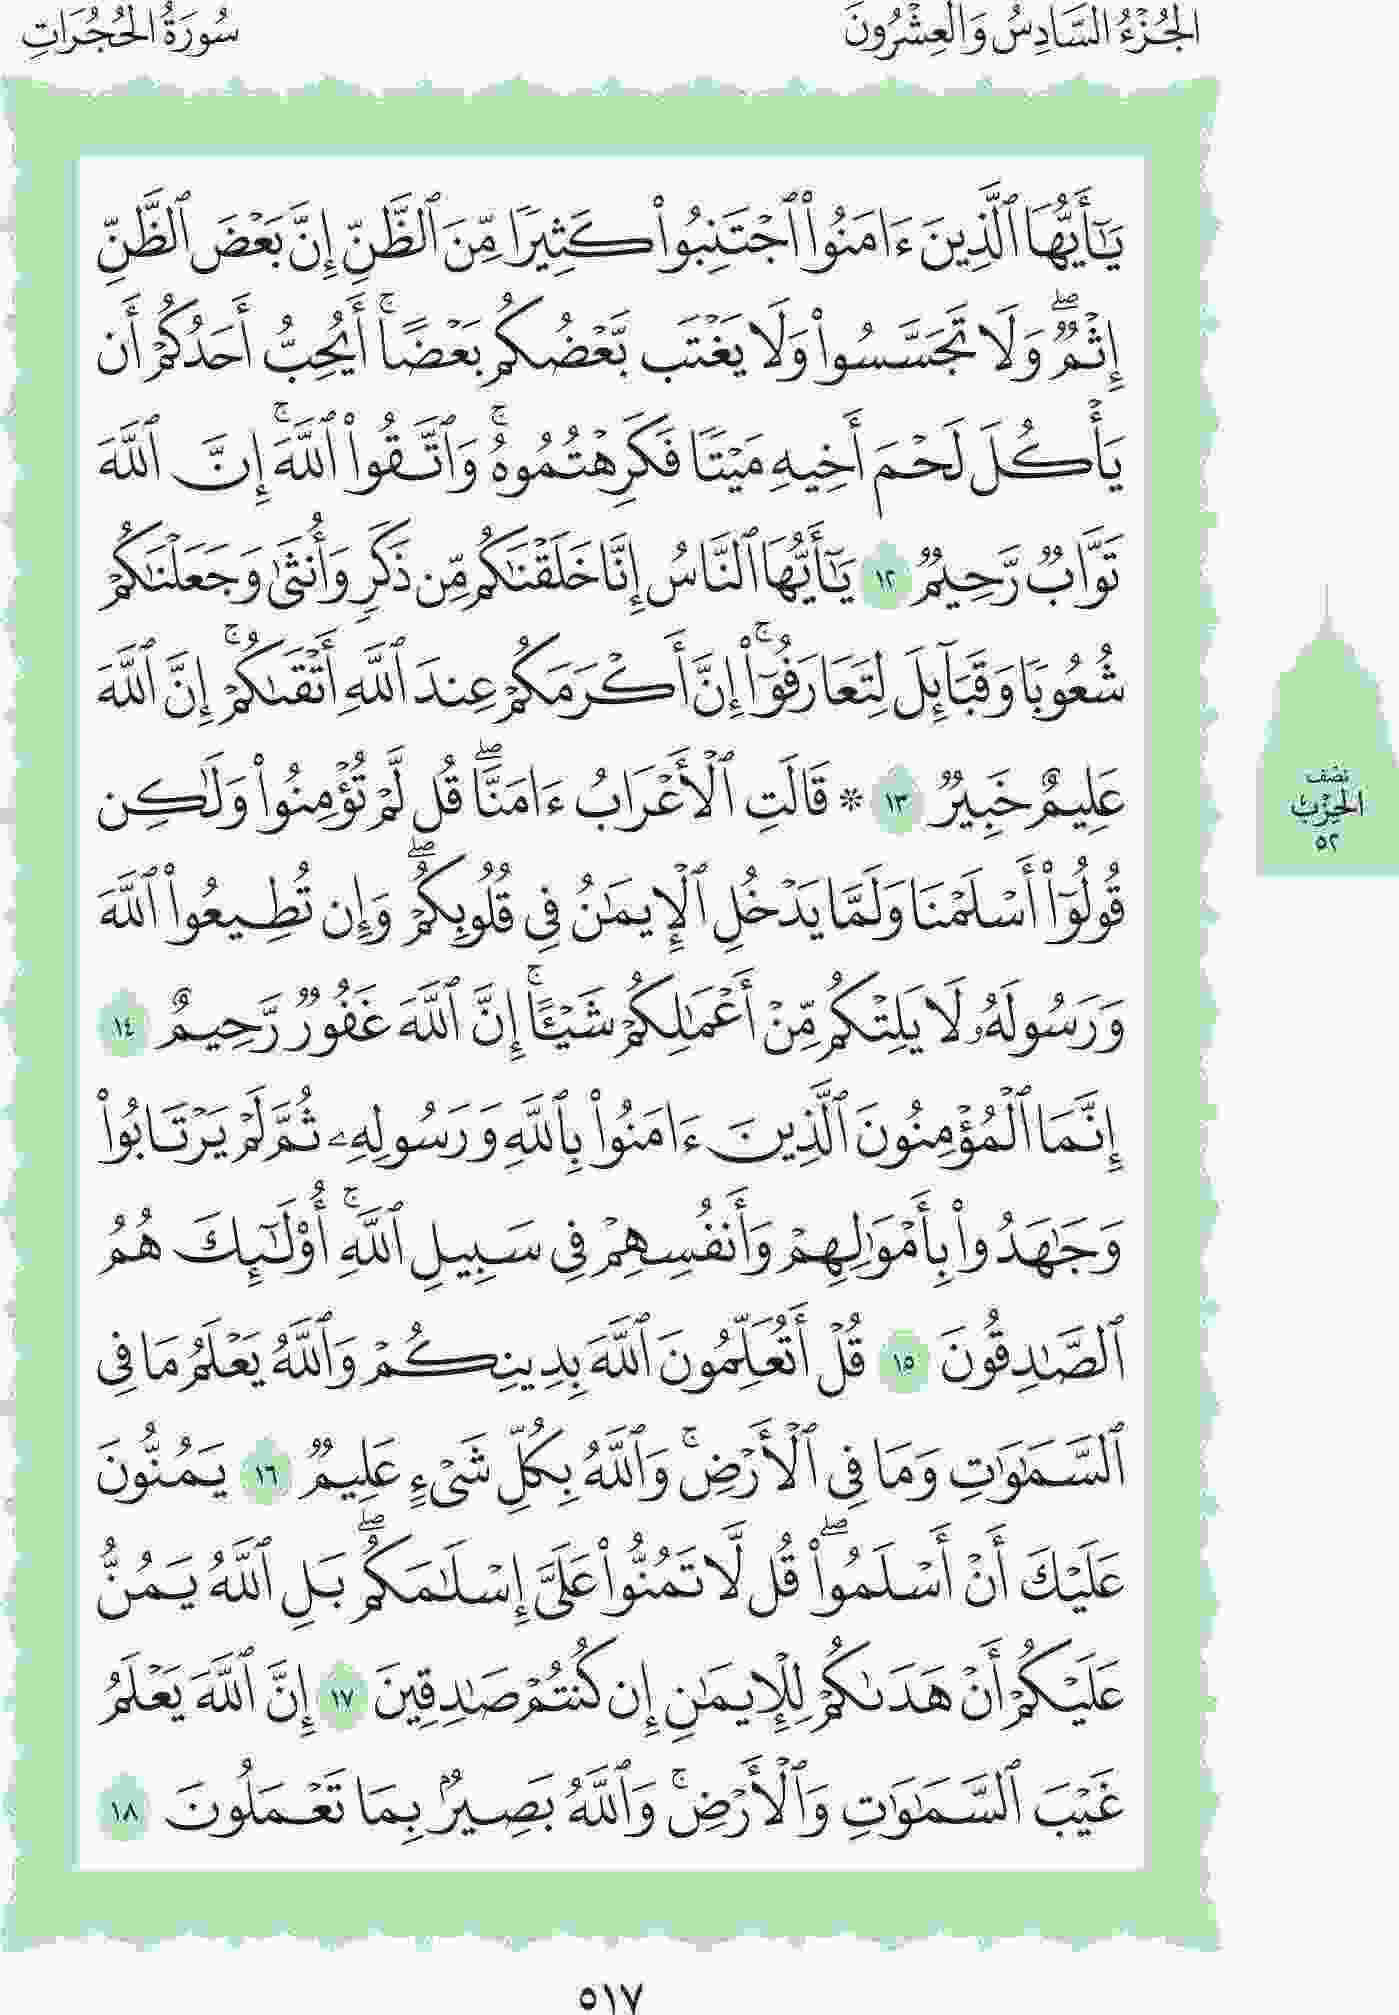 الجُزْءُ السَّادِسُ وَالعِشْرُونَ
سُورَةُ الحُجُرَاتِ
يَٰٓأَيُّهَا ٱلَّذِينَ ءَامَنُواْ ٱجۡتَنِبُواْ كَثِيرٗا مِّنَ ٱلظَّنِّ إِنَّ بَعۡضَ ٱلظَّنِّ
إِثۡمٞۖ وَلَا تَجَسَّسُواْ وَلَا يَغۡتَب بَّعۡضُكُم بَعۡضًاۚ أَيُحِبُّ أَحَدُكُمۡ أَن
يَأۡكُلَ لَحۡمَ أَخِيهِ مَيۡتٗا فَكَرِهۡتُمُوهُۚ وَٱتَّقُواْ ٱللَّهَۚ إِنَّ ٱللَّهَ
تَوَّابٞ رَّحِيمٞ ١٢ يَٰٓأَيُّهَا ٱلنَّاسُ إِنَّا خَلَقۡنَٰكُم مِّن ذَكَرٖ وَأُنثَىٰ وَجَعَلۡنَٰكُمۡ
شُعُوبٗا وَقَبَآئِلَ لِتَعَارَفُوٓاْۚ إِنَّ أَكۡرَمَكُمۡ عِندَ ٱللَّهِ أَتۡقَىٰكُمۡۚ إِنَّ ٱللَّهَ
عَلِيمٌ خَبِيرٞ ١٣ ۞ قَالَتِ ٱلۡأَعۡرَابُ ءَامَنَّاۖ قُل لَّمۡ تُؤۡمِنُواْ وَلَٰكِن
قُولُوٓاْ أَسۡلَمۡنَا وَلَمَّا يَدۡخُلِ ٱلۡإِيمَٰنُ فِي قُلُوبِكُمۡۖ وَإِن تُطِيعُواْ ٱللَّهَ
وَرَسُولَهُۥ لَا يَلِتۡكُم مِّنۡ أَعۡمَٰلِكُمۡ شَيۡـًٔاۚ إِنَّ ٱللَّهَ غَفُورٞ رَّحِيمٌ ١٤
إِنَّمَا ٱلۡمُؤۡمِنُونَ ٱلَّذِينَ ءَامَنُواْ بِٱللَّهِ وَرَسُولِهِۦ ثُمَّ لَمۡ يَرۡتَابُواْ
وَجَٰهَدُواْ بِأَمۡوَٰلِهِمۡ وَأَنفُسِهِمۡ فِي سَبِيلِ ٱللَّهِۚ أُوْلَٰٓئِكَ هُمُ
ٱلصَّٰدِقُونَ ١٥ قُلۡ أَتُعَلِّمُونَ ٱللَّهَ بِدِينِكُمۡ وَٱللَّهُ يَعۡلَمُ مَا فِي
ٱلسَّمَٰوَٰتِ وَمَا فِي ٱلۡأَرۡضِۚ وَٱللَّهُ بِكُلِّ شَيۡءٍ عَلِيمٞ ١٦ يَمُنُّونَ
عَلَيۡكَ أَنۡ أَسۡلَمُواْۖ قُل لَّا تَمُنُّواْ عَلَيَّ إِسۡلَٰمَكُمۖ بَلِ ٱللَّهُ يَمُنُّ
عَلَيۡكُمۡ أَنۡ هَدَىٰكُمۡ لِلۡإِيمَٰنِ إِن كُنتُمۡ صَٰدِقِينَ ١٧ إِنَّ ٱللَّهَ يَعۡلَمُ
غَيۡبَ ٱلسَّمَٰوَٰتِ وَٱلۡأَرۡضِۚ وَٱللَّهُ بَصِيرُۢ بِمَا تَعۡمَلُونَ ١٨
نصف
الحِزْب
٥٢
٥١٧